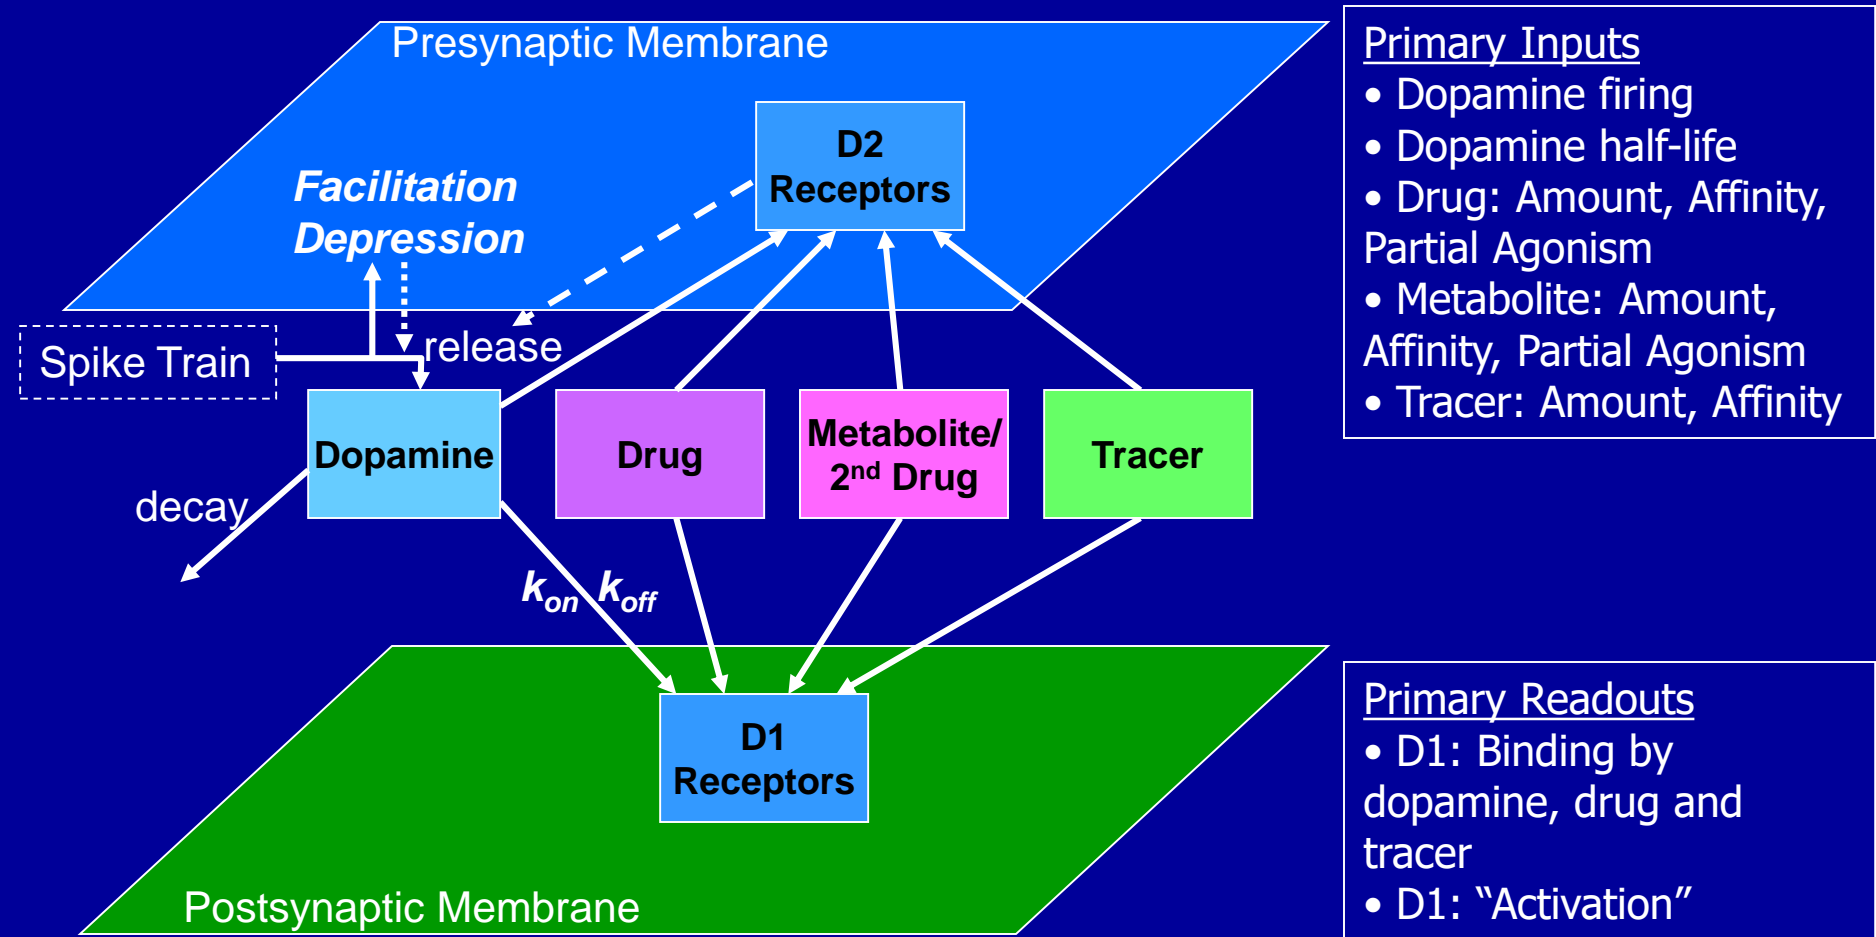 Presynaptic Membrane
D2
Receptors
Facilitation
Depression
Spike Train
release
Dopamine
Drug
Metabolite/
2nd Drug
Tracer
decay
kon koff
D1
Receptors
Postsynaptic Membrane
Primary Inputs
• Dopamine firing
• Dopamine half-life
• Drug: Amount, Affinity,
Partial Agonism
• Metabolite: Amount,
Affinity, Partial Agonism
• Tracer: Amount, Affinity
Primary Readouts
• D1: Binding by
dopamine, drug and
tracer
• D1: “Activation”